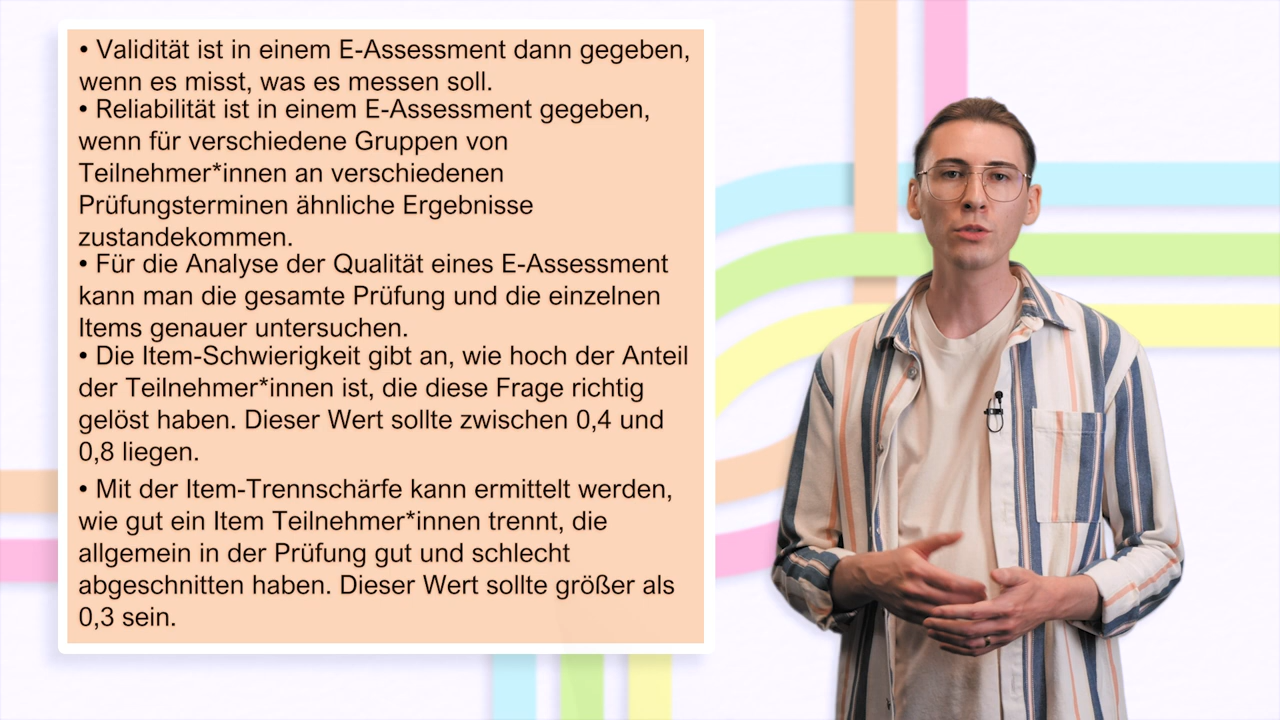 • Validität ist in einem E-Assessment dann gegeben,
wenn es misst, was es messen soll.
• Reliabilität ist in einem E-Assessment gegeben,
wenn für verschiedene Gruppen von
Teilnehmer*innen an verschiedenen
Prüfungsterminen ähnliche Ergebnisse
zustandekommen.
• Für die Analyse der Qualität eines E-Assessment
kann man die gesamte Prüfung und die einzelnen
Items genauer untersuchen.
• Die Item-Schwierigkeit gibt an, wie hoch der Anteil
der Teilnehmer*innen ist, die diese Frage richtig
gelöst haben. Dieser Wert sollte zwischen 0,4 und
0,8 liegen.
• Mit der Item-Trennschärfe kann ermittelt werden,
wie gut ein Item Teilnehmer*innen trennt, die
allgemein in der Prüfung gut und schlecht
abgeschnitten haben. Dieser Wert sollte größer als
0,3 sein.